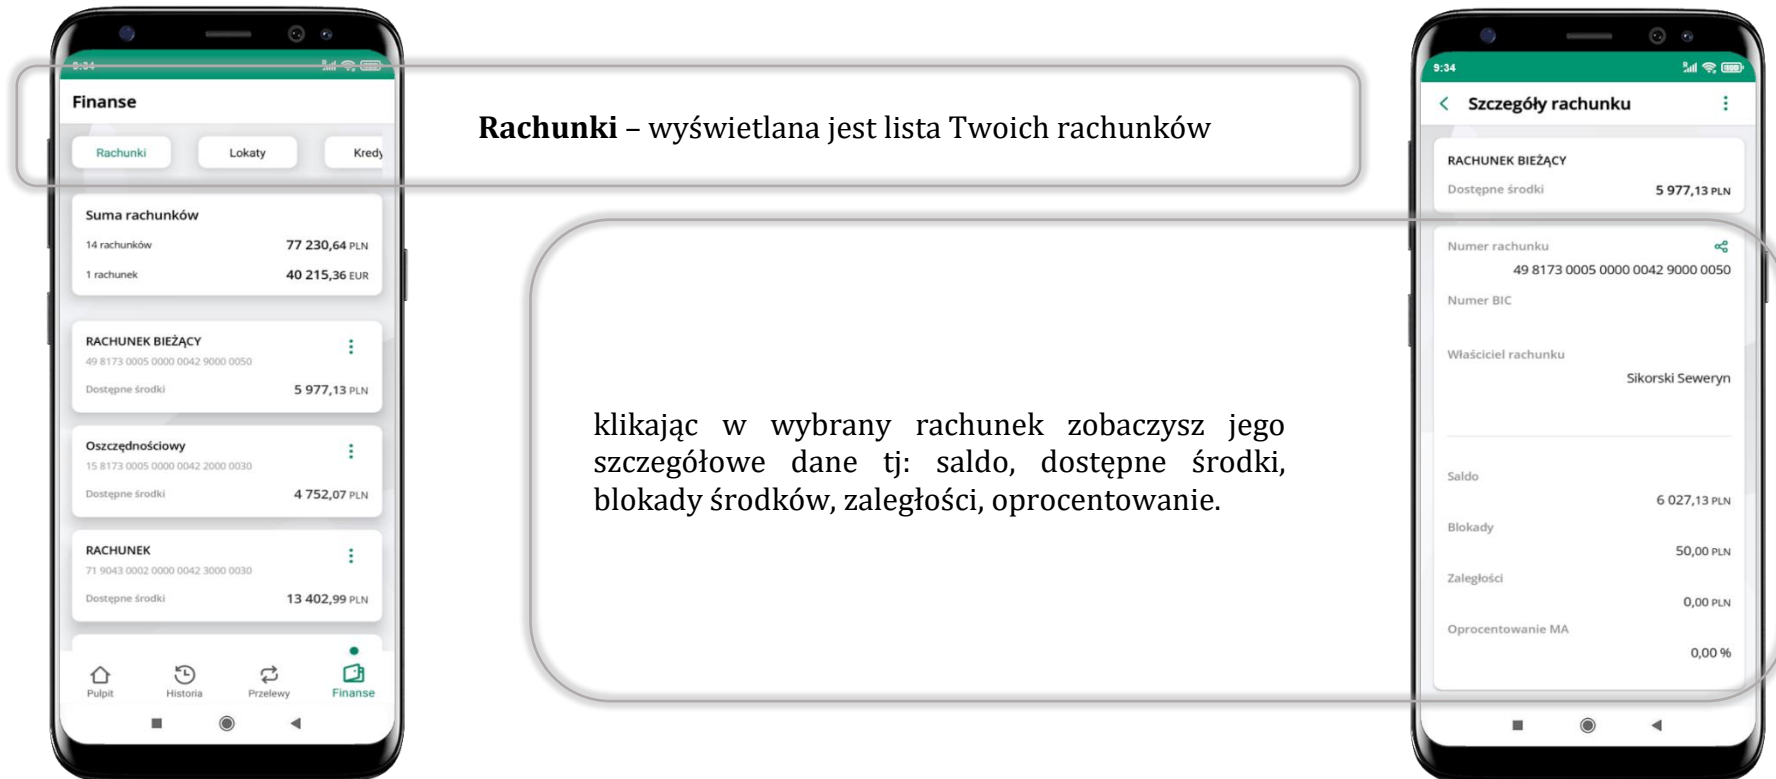 9:34
Finanse
Rachunki Lokaty Kredy
Suma rachunków
14 rachunków 77 230,64 PLN
1 rachunek 40 215,36 EUR
RACHUNEK BIEŻĄCY
49 8173 0005 0000 0042 9000 0050
Dostępne środki 5 977,13 PLN
Oszczędnościowy
15 8173 0005 0000 0042 2000 0030
Dostępne środki 4 752,07 PLN
RACHUNEK
71 9043 0002 0000 0042 3000 0030
Dostępne środki 13 402,99 PLN
Pulpit Historia Przelewy Finanse
Rachunki – wyświetlana jest lista Twoich rachunków
klikając w wybrany rachunek zobaczysz jego
szczegółowe dane tj: saldo, dostępne środki,
blokady środków, zaległości, oprocentowanie.
9:34
Szczegóły rachunku
RACHUNEK BIEŻĄCY
Dostępne środki 5 977,13 PLN
Numer rachunku
49 8173 0005 0000 0042 9000 0050
Numer BIC
Właściciel rachunku
Sikorski Seweryn
Saldo
6 027,13 PLN
Blokady
50,00 PLN
Zaległości
0,00 PLN
Oprocentowanie MA
0,00 %